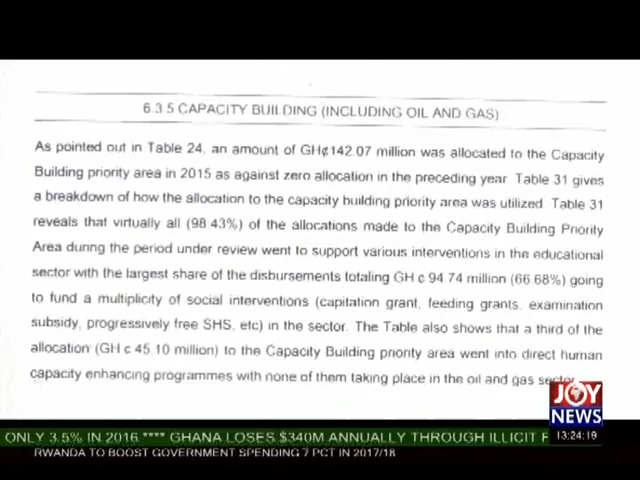 6.3.5 CAPACITY BUILDING (INCLUDING OIL AND GAS)
As pointed out in Table 24, an amount of GH¢142.07 million was allocated to the Capacity
Building priority area in 2015 as against zero allocation in the preceding year. Table 31 gives
a breakdown of how the allocation to the capacity building priority area was utilized. Table 31
reveals that virtually all (98.43%) of the allocations made to the Capacity Building Priority
Area during the period under review went to support various interventions in the educational
sector with the largest share of the disbursements totaling GH ¢ 94.74 million (66.68%) going
to fund a multiplicity of social interventions (capitation grant, feeding grants, examination
subsidy, progressively free SHS, etc) in the sector. The Table also shows that a third of the
allocation (GH ¢ 45.10 million) to the Capacity Building priority area went into direct human
capacity enhancing programmes with none of them taking place in the oil and gas sector
JOY
NEWS
13:24:19
ONLY 3.5% IN 2016 **** GHANA LOSES $340M ANNUALLY THROUGH ILLICIT
RWANDA TO BOOST GOVERNMENT SPENDING 7 PCT IN 2017/18